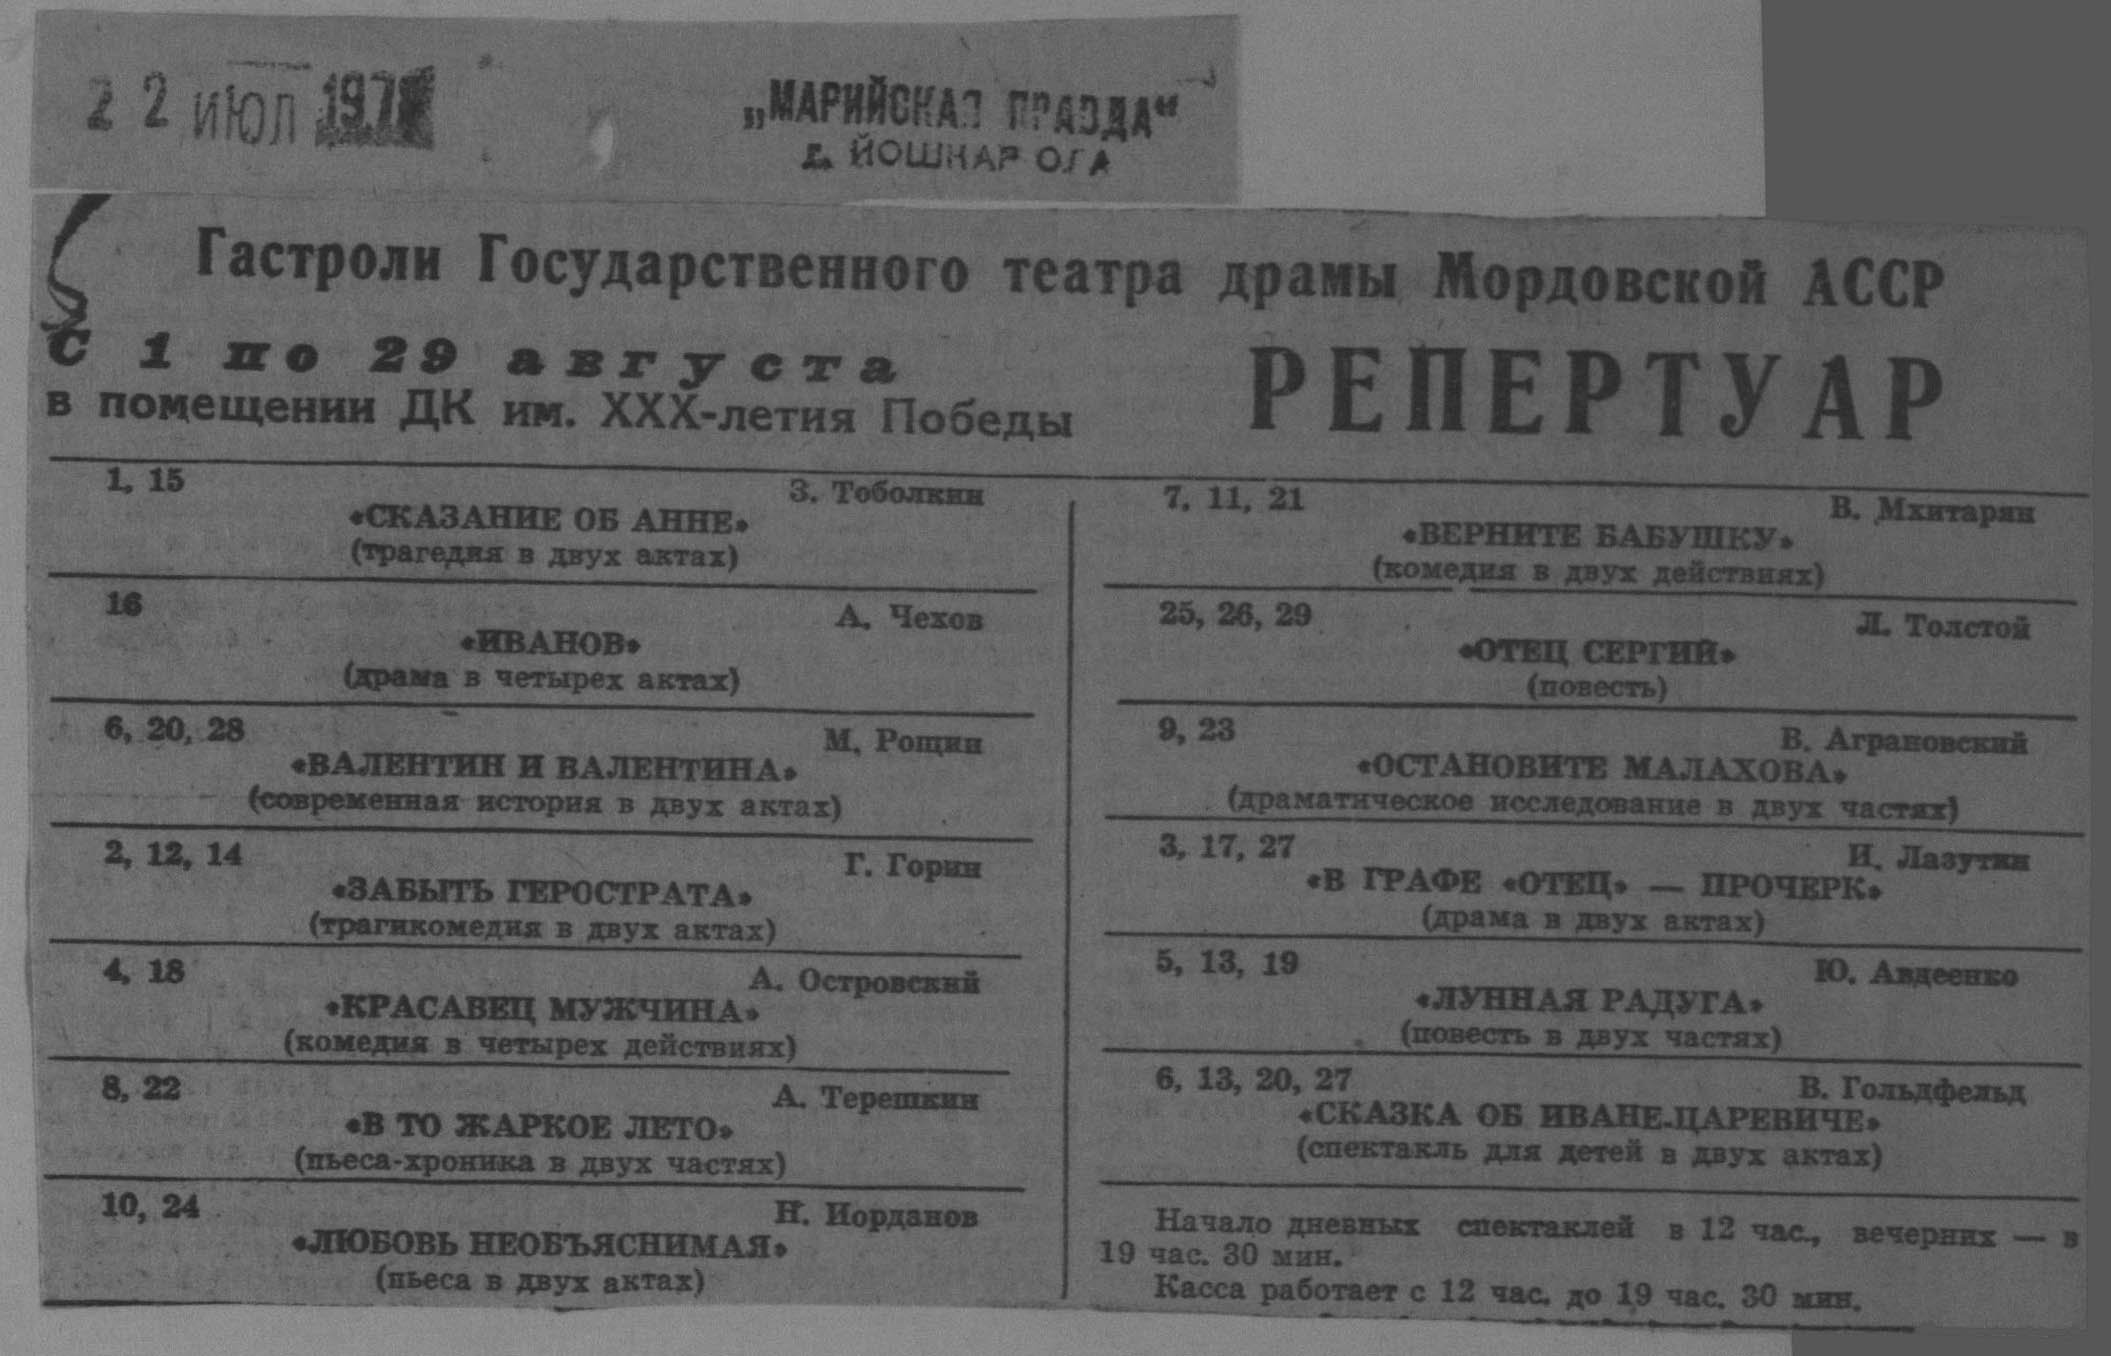 22 ИЮЛ 197
„МАРИЙСКАЯ ПРАВДА“
г. ЙОШКАР ОЛА
Гастроли Государственного театра драмы Мордовской АССР
С 1 по 29 августа
в помещении ДК им. XXX-летия Победы
РЕПЕРТУАР
1, 15
З. Тоболкин
«СКАЗАНИЕ ОБ АННЕ»
(трагедия в двух актах)
16
А. Чехов
«ИВАНОВ»
(драма в четырех актах)
6, 20, 28
М. Рощин
«ВАЛЕНТИН И ВАЛЕНТИНА»
(современная история в двух актах)
2, 12, 14
Г. Горин
«ЗАБЫТЬ ГЕРОСТРАТА»
(трагикомедия в двух актах)
4, 18
А. Островский
«КРАСАВЕЦ МУЖЧИНА»
(комедия в четырех действиях)
8, 22
А. Терешкин
«В ТО ЖАРКОЕ ЛЕТО»
(пьеса-хроника в двух частях)
10, 24
Н. Иорданов
«ЛЮБОВЬ НЕОБЪЯСНИМАЯ»
(пьеса в двух актах)
7, 11, 21
В. Мхитарян
«ВЕРНИТЕ БАБУШКУ»
(комедия в двух действиях)
25, 26, 29
Л. Толстой
«ОТЕЦ СЕРГИЙ»
(повесть)
9, 23
В. Аграновский
«ОСТАНОВИТЕ МАЛАХОВА»
(драматическое исследование в двух частях)
3, 17, 27
И. Лазутин
«В ГРАФЕ «ОТЕЦ» — ПРОЧЕРК»
(драма в двух актах)
5, 13, 19
Ю. Авдеенко
«ЛУННАЯ РАДУГА»
(повесть в двух частях)
6, 13, 20, 27
В. Гольдфельд
«СКАЗКА ОБ ИВАНЕ-ЦАРЕВИЧЕ»
(спектакль для детей в двух актах)
Начало дневных спектаклей в 12 час., вечерних — в
19 час. 30 мин.
Касса работает с 12 час. до 19 час. 30 мин.